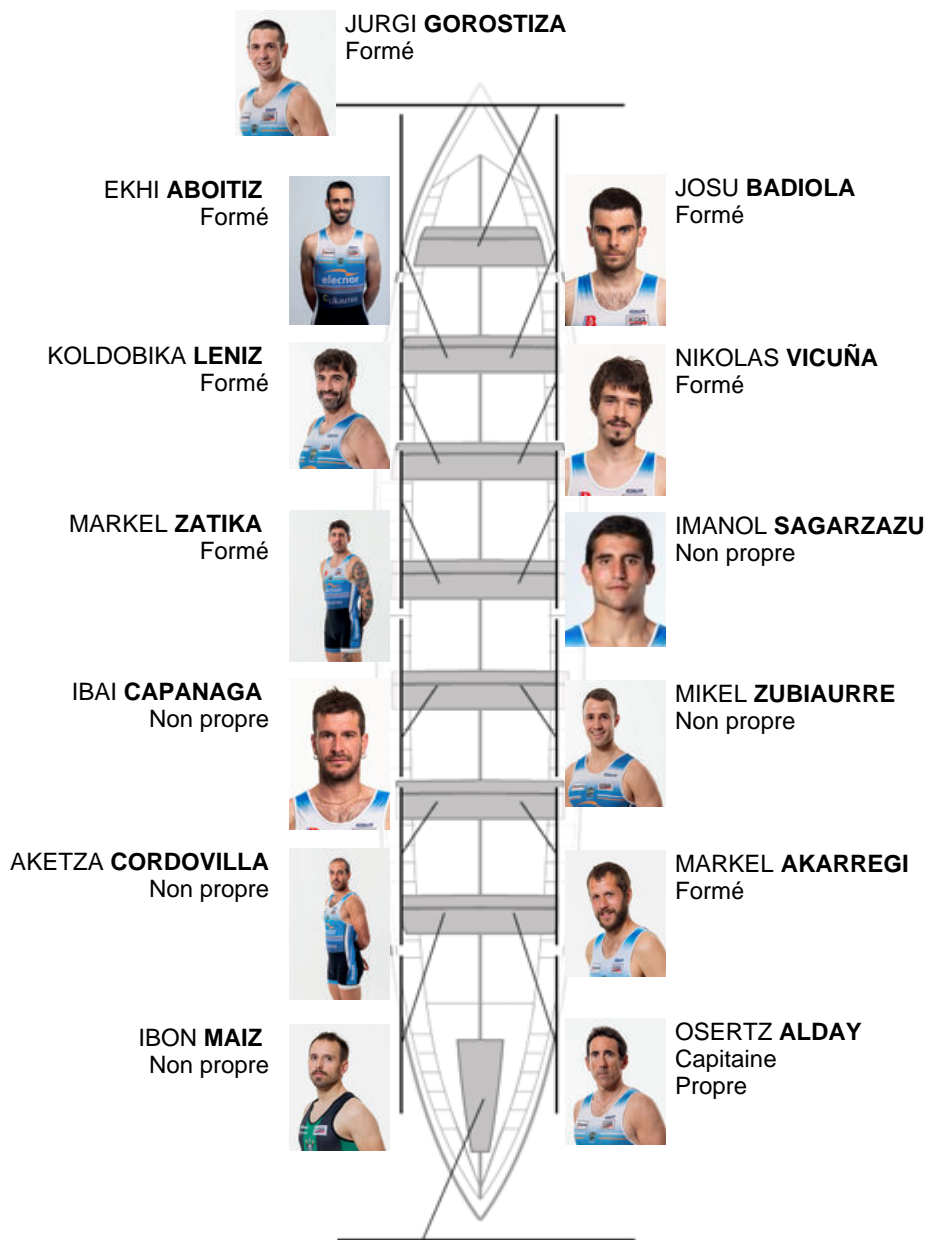 JURGI GOROSTIZA
Formé
EKHI ABOITIZ
Formé
JOSU BADIOLA
Formé
elecnor
KOLDOBIKA LENIZ
Formé
NIKOLAS VICUÑA
Formé
MARKEL ZATIKA
Formé
IMANOL SAGARZAZU
Non propre
IBAI CAPANAGA
Non propre
MIKEL ZUBIAURRE
Non propre
AKETZA CORDOVILLA
Non propre
MARKEL AKARREGI
Formé
IBON MAIZ
Non propre
OSERTZ ALDAY
Capitaine
Propre